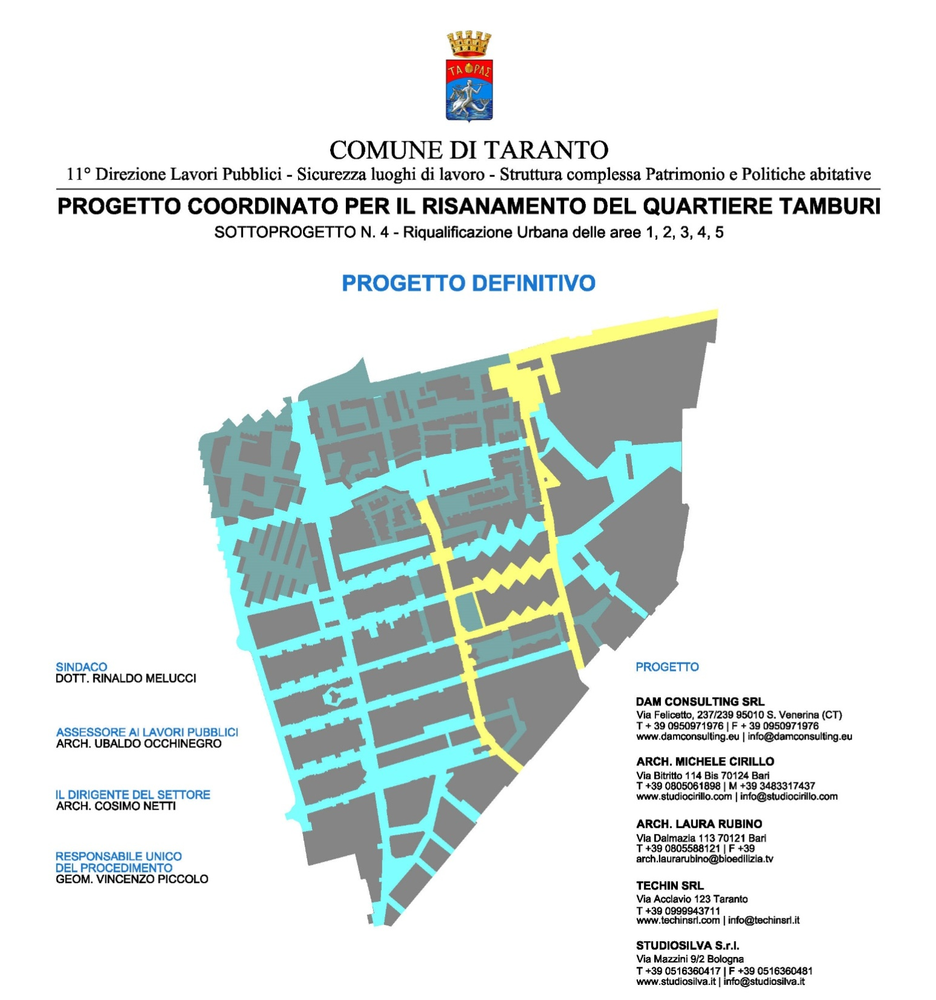 ΤΑ ΡΑΣ
COMUNE DI TARANTO
11° Direzione Lavori Pubblici - Sicurezza luoghi di lavoro - Struttura complessa Patrimonio e Politiche abitative
PROGETTO COORDINATO PER IL RISANAMENTO DEL QUARTIERE TAMBURI
SOTTOPROGETTO N. 4 - Riqualificazione Urbana delle aree 1, 2, 3, 4, 5
PROGETTO DEFINITIVO
SINDACO
DOTT. RINALDO MELUCCI
ASSESSORE AI LAVORI PUBBLICI
ARCH. UBALDO OCCHINEGRO
IL DIRIGENTE DEL SETTORE
ARCH. COSIMO NETTI
RESPONSABILE UNICO
DEL PROCEDIMENTO
GEOM. VINCENZO PICCOLO
PROGETTO
DAM CONSULTING SRL
Via Felicetto, 237/239 95010 S. Venerina (CT)
T + 39 0950971976 | F + 39 0950971976
www.damconsulting.eu | info@damconsulting.eu
ARCH. MICHELE CIRILLO
Via Bitritto 114 Bis 70124 Bari
T +39 0805061898 | M +39 3483317437
www.studiocirillo.com | info@studiocirillo.com
ARCH. LAURA RUBINO
Via Dalmazia 113 70121 Bari
T +39 0805588121 | F +39
arch.laurarubino@bioedilizia.tv
TECHIN SRL
Via Acclavio 123 Taranto
T +39 0999943711
www.techinsrl.com | info@techinsrl.it
STUDIOSILVA S.r.l.
Via Mazzini 9/2 Bologna
T +39 0516360417 | F +39 0516360481
www.studiosilva.it | info@studiosilva.it